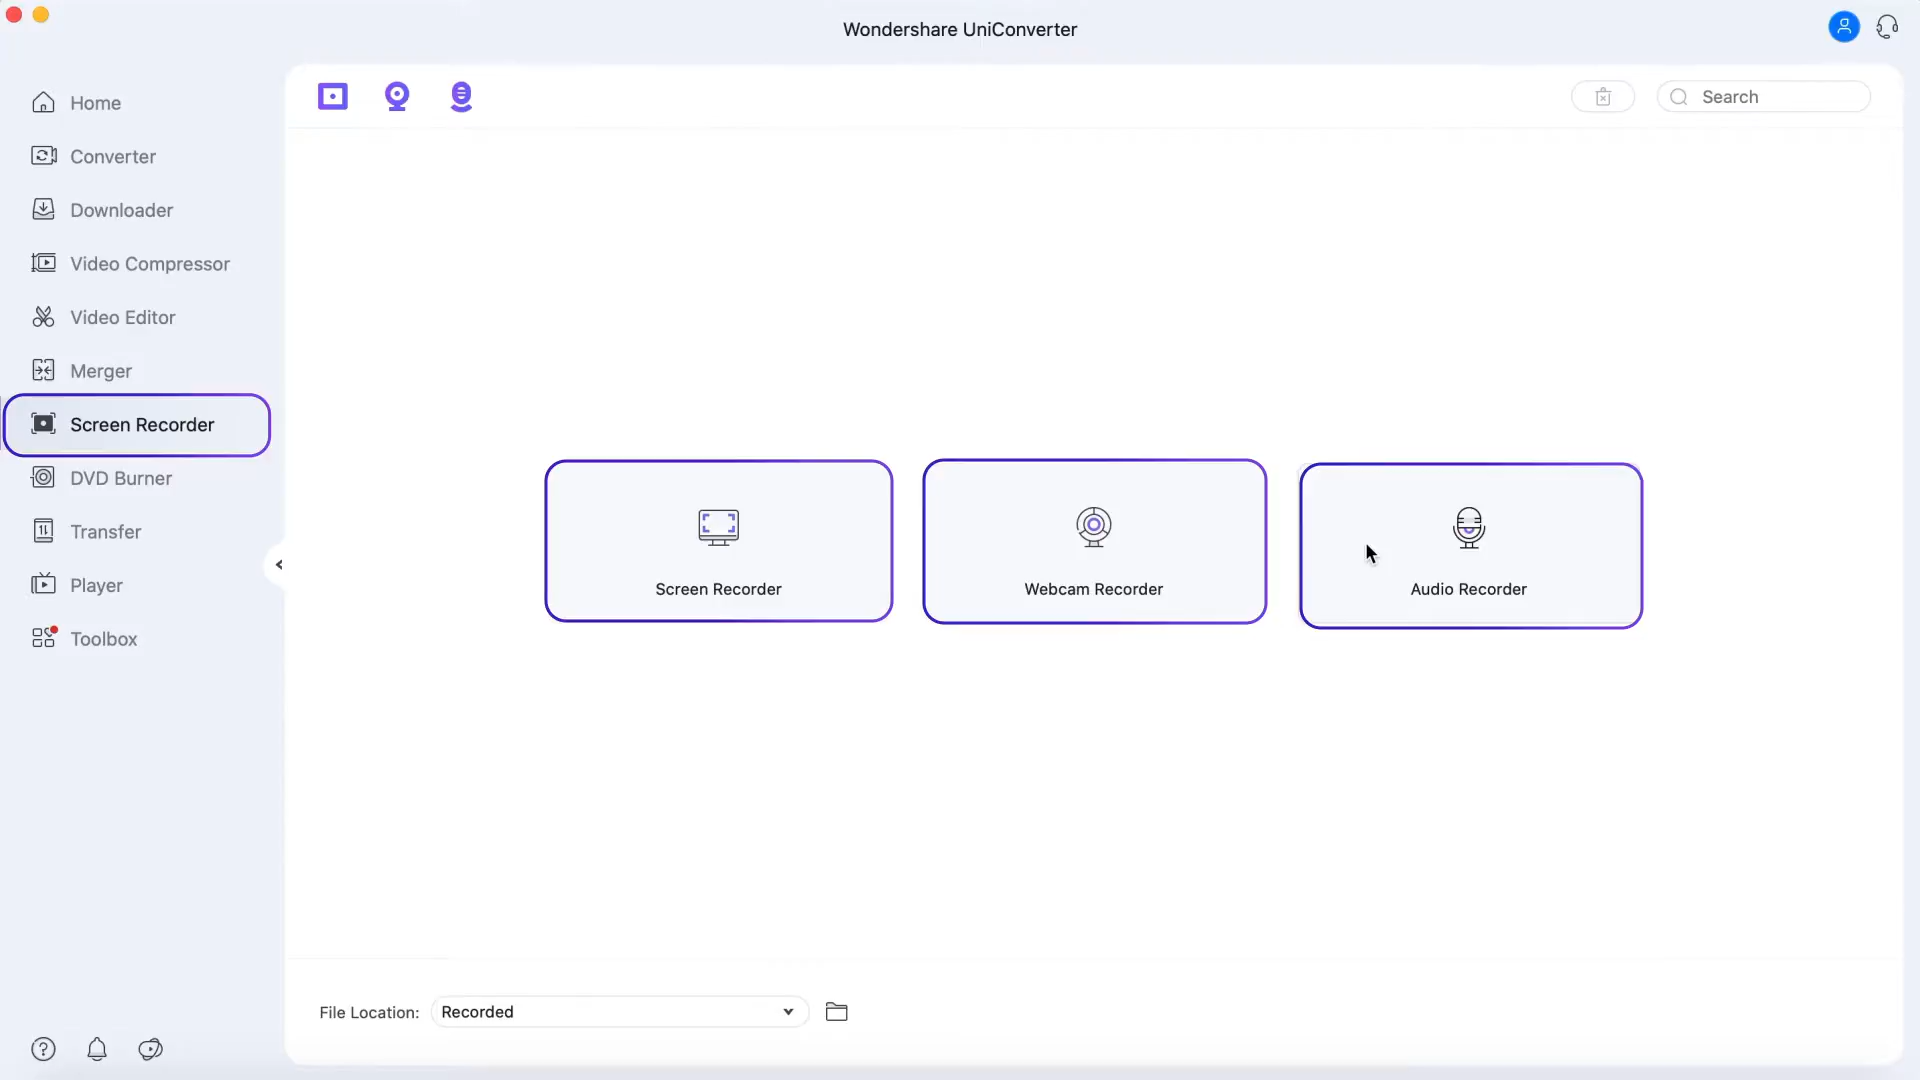 Wondershare UniConverter
Home
Converter
Downloader
Video Compressor
Video Editor
Merger
Screen Recorder
DVD Burner
Transfer
Player
Toolbox
Search
Screen Recorder
Webcam Recorder
Audio Recorder
File Location:
Recorded